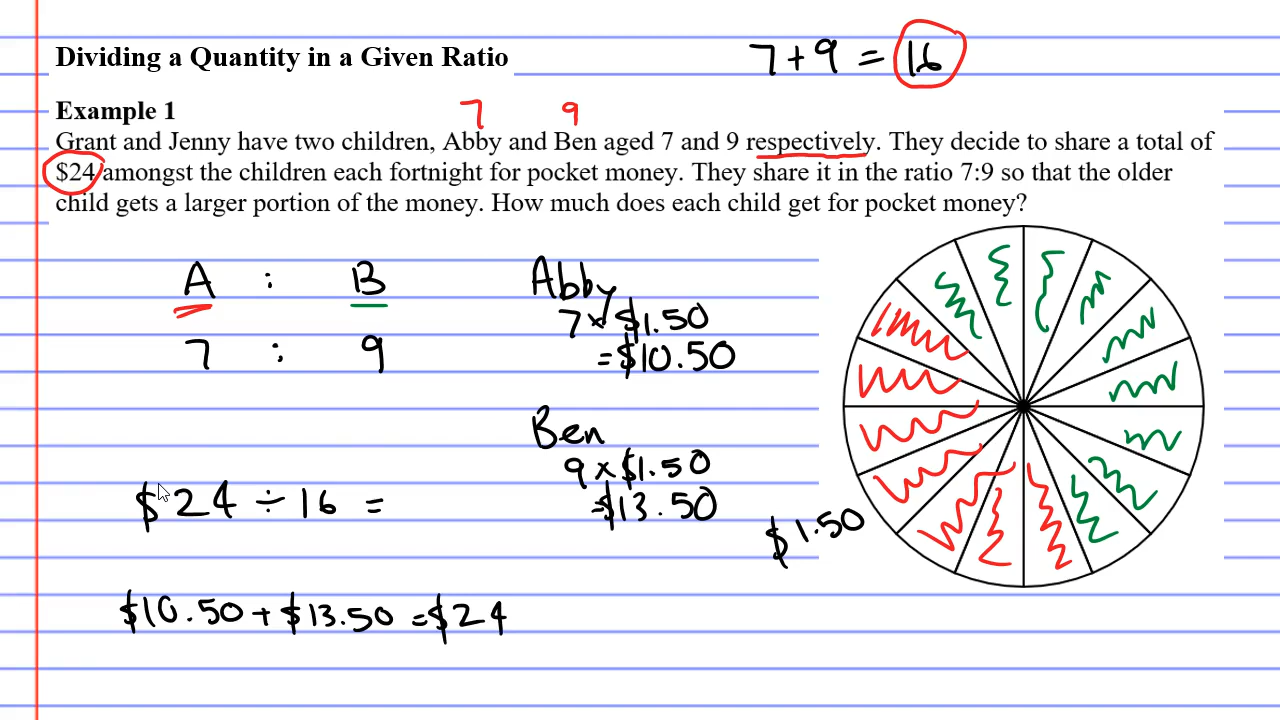 Dividing a Quantity in a Given Ratio
7 + 9 = 16
Example 1
7 9
Grant and Jenny have two children, Abby and Ben aged 7 and 9 respectively. They decide to share a total of
$24 amongst the children each fortnight for pocket money. They share it in the ratio 7:9 so that the older
child gets a larger portion of the money. How much does each child get for pocket money?
A : B
7 : 9
Abby
7 x $1.50
= $10.50
Ben
9 x $1.50
= $13.50
$24 ÷ 16 =
$1.50
$10.50 + $13.50 = $24